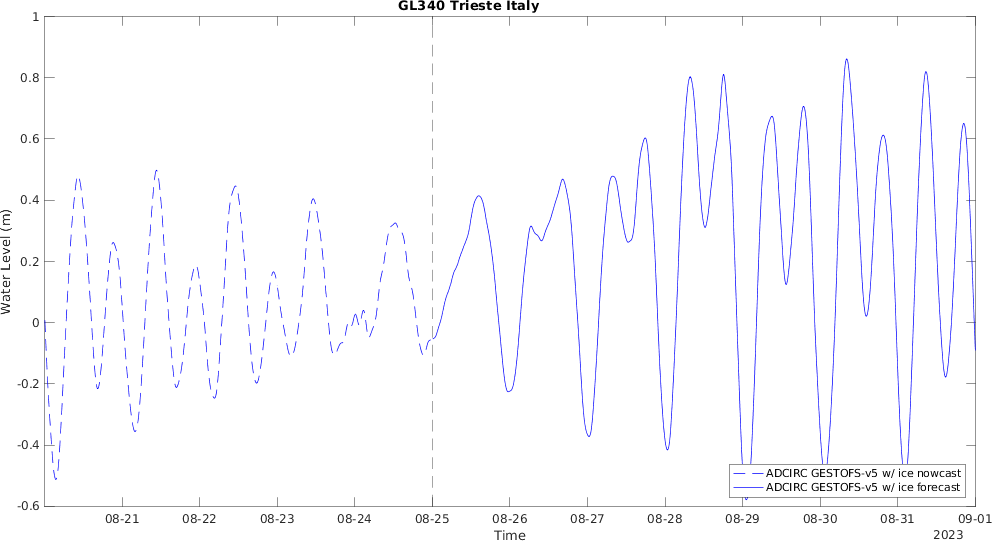 GL340 Trieste Italy
Water Level (m)
1
0.8
0.6
0.4
0.2
0
-0.2
-0.4
-0.6
ADCIRC GESTOFS-v5 w/ ice nowcast
ADCIRC GESTOFS-v5 w/ ice forecast
08-21 08-22 08-23 08-24 08-25 08-26 08-27 08-28 08-29 08-30 08-31 09-01
Time
2023